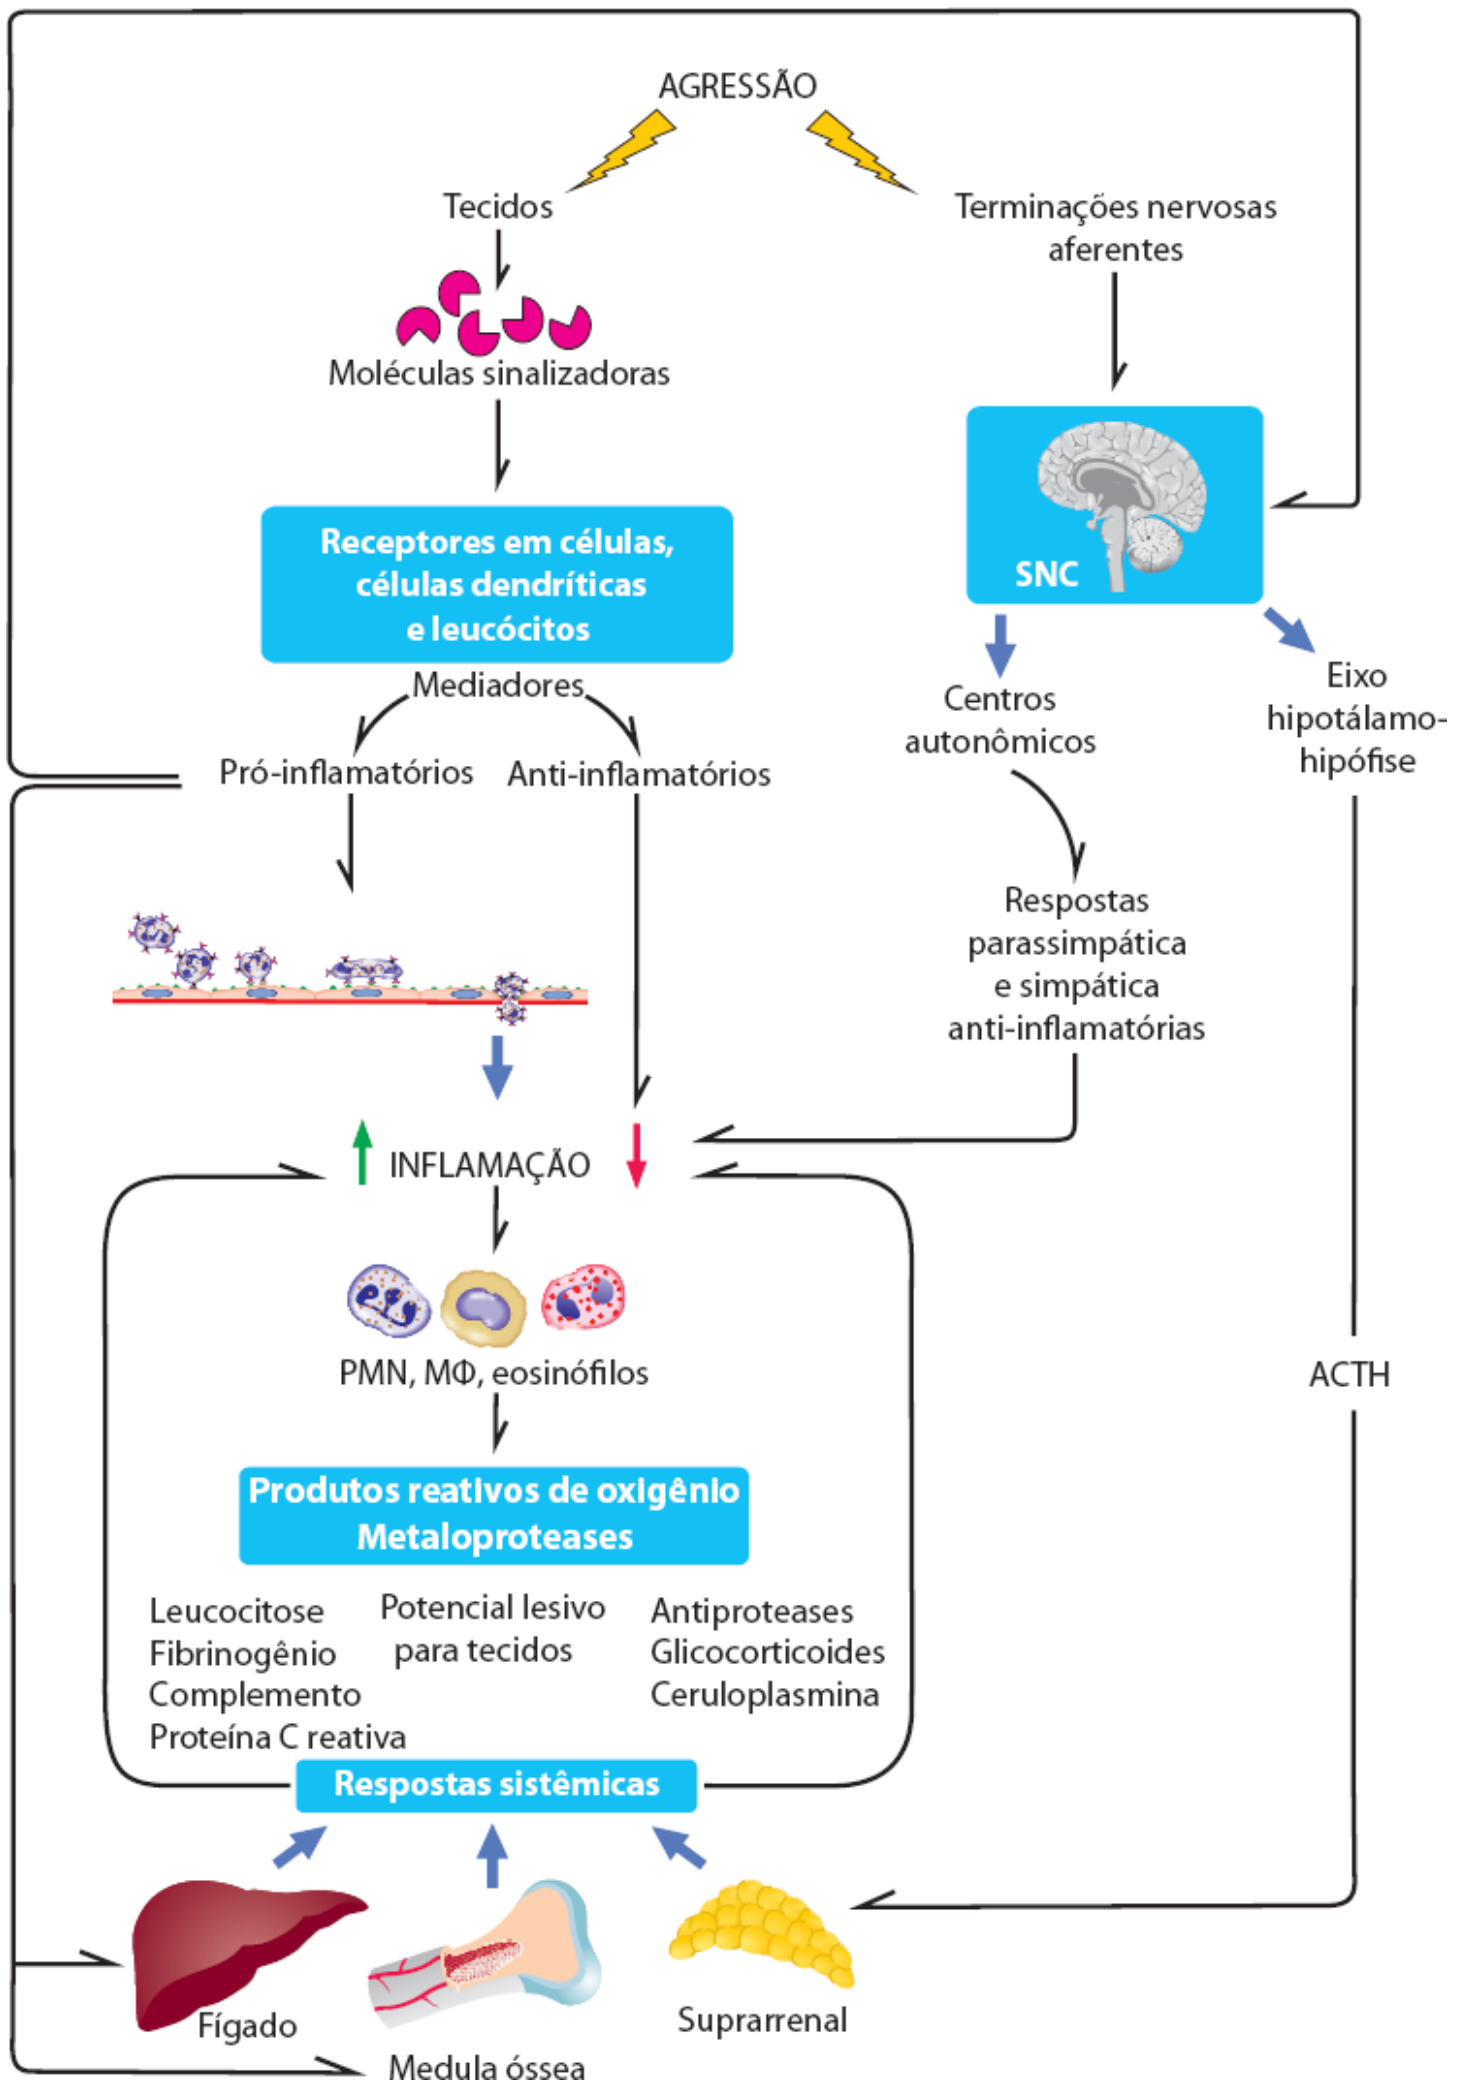 AGRESSÃO
Tecidos
Terminações nervosas
aferentes
Moléculas sinalizadoras
Receptores em células,
células dendríticas
e leucócitos
SNC
Mediadores
Pró-inflamatórios
Anti-inflamatórios
Centros
autonômicos
Eixo
hipotálamo-
hipófise
Respostas
parassimpática
e simpática
anti-inflamatórias
INFLAMAÇÃO
PMN, MΦ, eosinófilos
ACTH
Produtos reativos de oxigênio
Metaloproteases
Leucocitose
Fibrinogênio
Complemento
Proteína C reativa
Potencial lesivo
para tecidos
Antiproteases
Glicocorticoides
Ceruloplasmina
Respostas sistêmicas
Fígado
Medula óssea
Suprarrenal